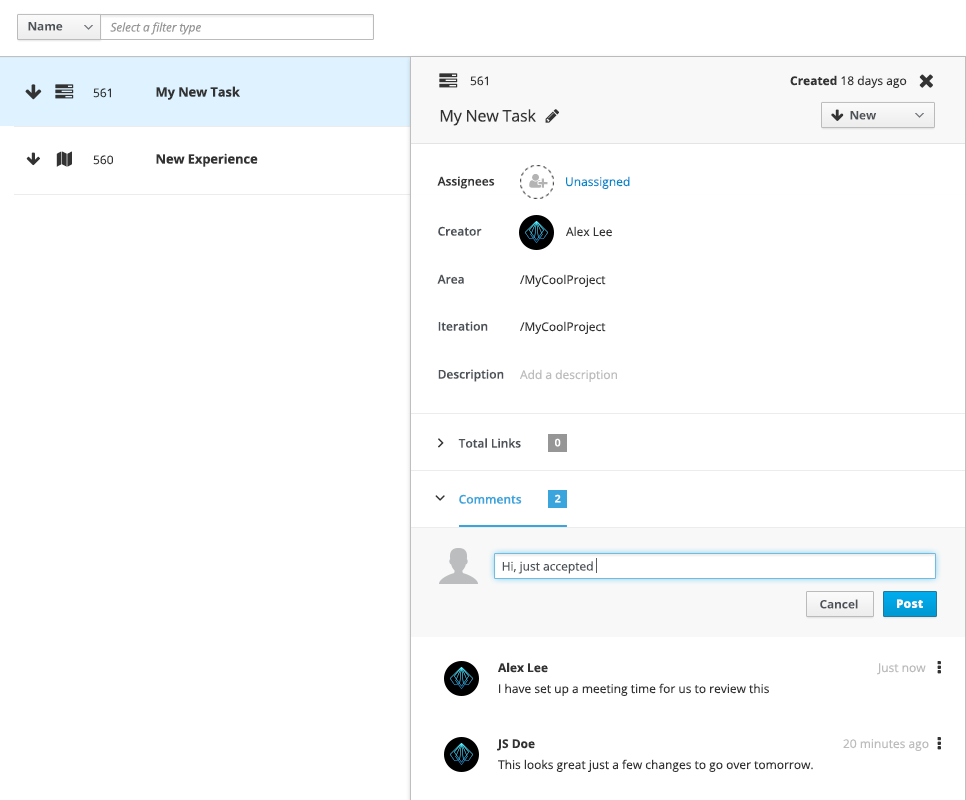 Name
Select a filter type
561 My New Task
560 New Experience
561
Created 18 days ago
My New Task
New
Assignees Unassigned
Creator Alex Lee
Area /MyCoolProject
Iteration /MyCoolProject
Description Add a description
Total Links 0
Comments 2
Hi, just accepted
Cancel Post
Alex Lee Just now
I have set up a meeting time for us to review this
JS Doe 20 minutes ago
This looks great just a few changes to go over tomorrow.